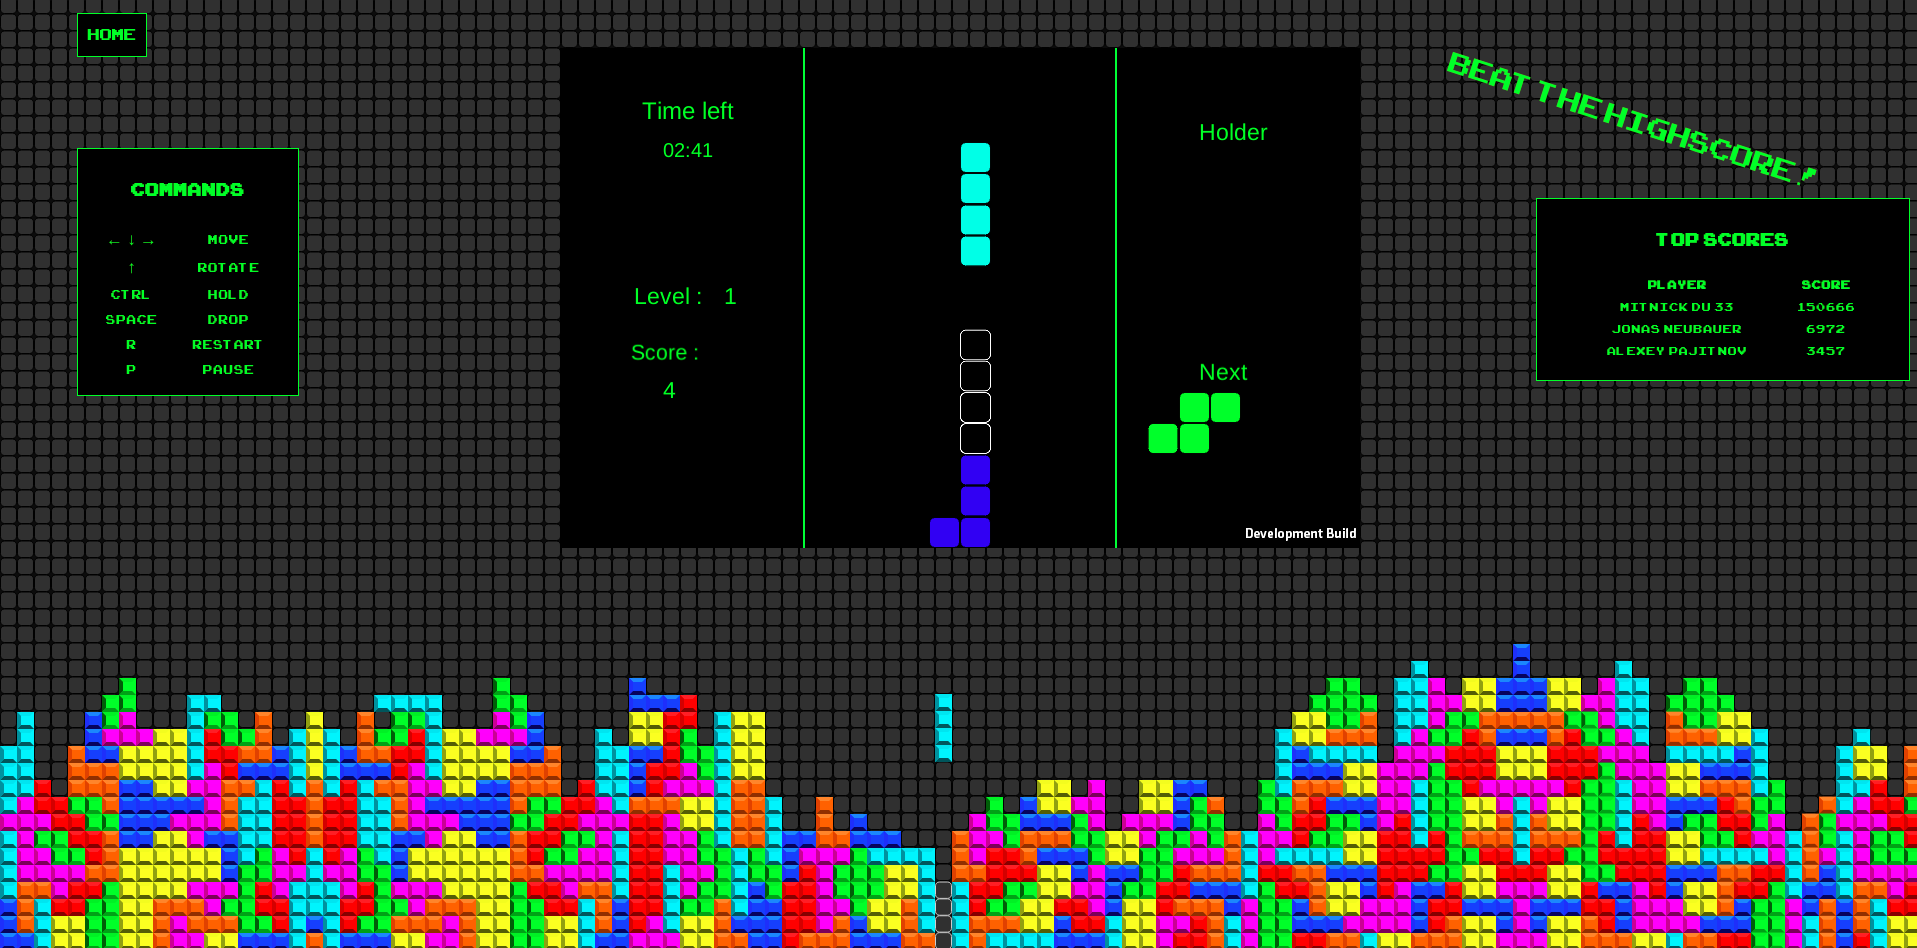 HOME
COMMANDS
← ↓ → MOVE
↑ ROTATE
CTRL HOLD
SPACE DROP
R RESTART
P PAUSE
Time left
02:41
Level : 1
Score :
4
Holder
Next
Development Build
BEAT THE HIGHSCORE !
TOP SCORES
PLAYER SCORE
MITNICK DU 33 150666
JONAS NEUBAUER 6972
ALEXEY PAJITNOV 3457